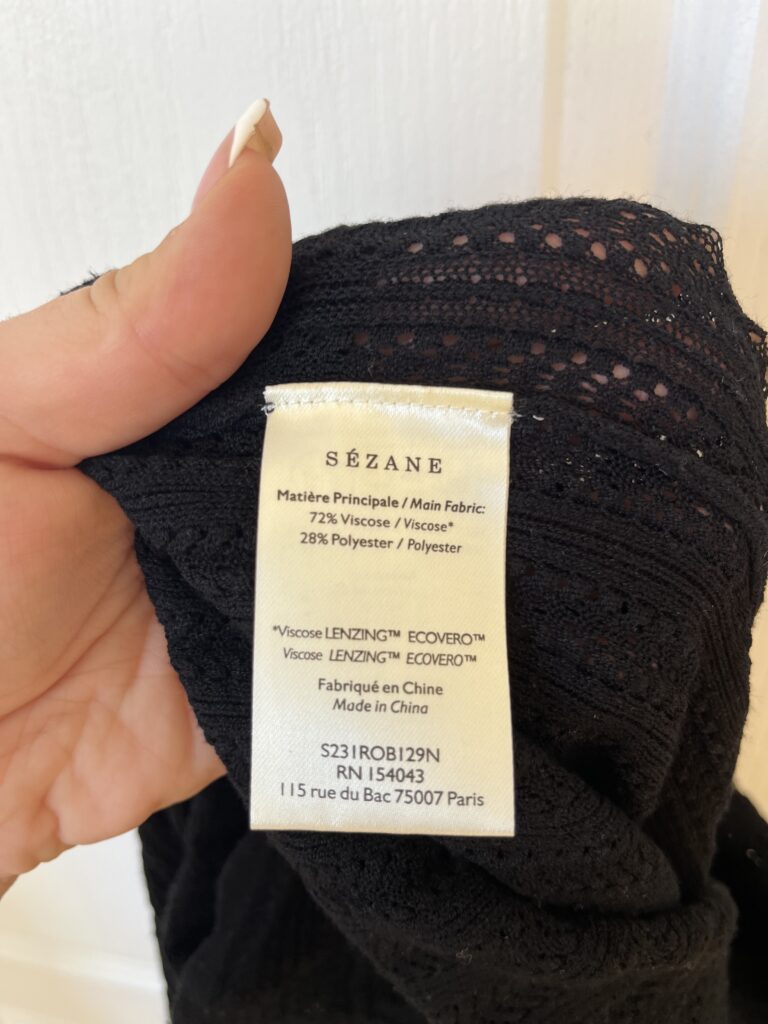 SÉZANE
Matière Principale / Main Fabric:
72% Viscose / Viscose*
28% Polyester / Polyester
*Viscose LENZING™ ECOVERO™
Viscose LENZING™ ECOVERO™
Fabriqué en Chine
Made in China
S231ROB129N
RN 154043
115 rue du Bac 75007 Paris